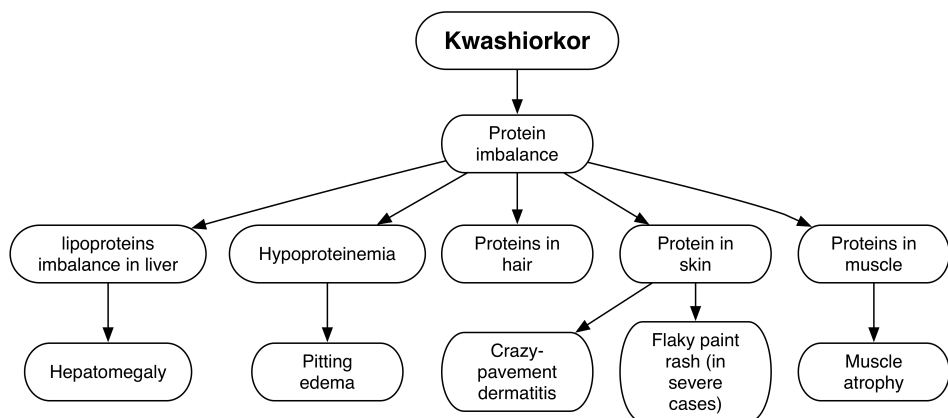 Kwashiorkor
Protein
imbalance
lipoproteins
imbalance in liver
Hypoproteinemia
Proteins in
hair
Protein in
skin
Proteins in
muscle
Hepatomegaly
Pitting
edema
Crazy-
pavement
dermatitis
Flaky paint
rash (in
severe
cases)
Muscle
atrophy